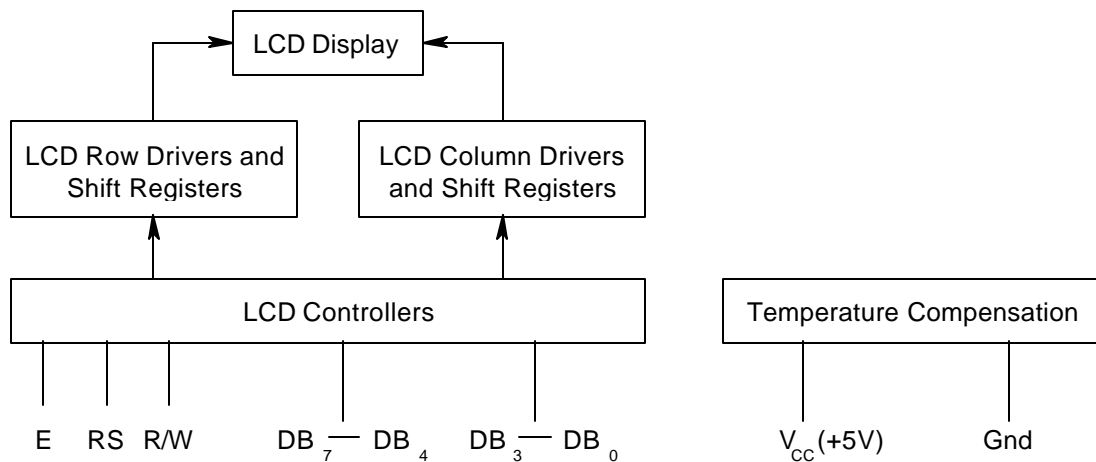 LCD Display
LCD Row Drivers and
Shift Registers
LCD Column Drivers
and Shift Registers
LCD Controllers
Temperature Compensation
E RS R/W DB7 — DB4 DB3 — DB0 VCC(+5V) Gnd